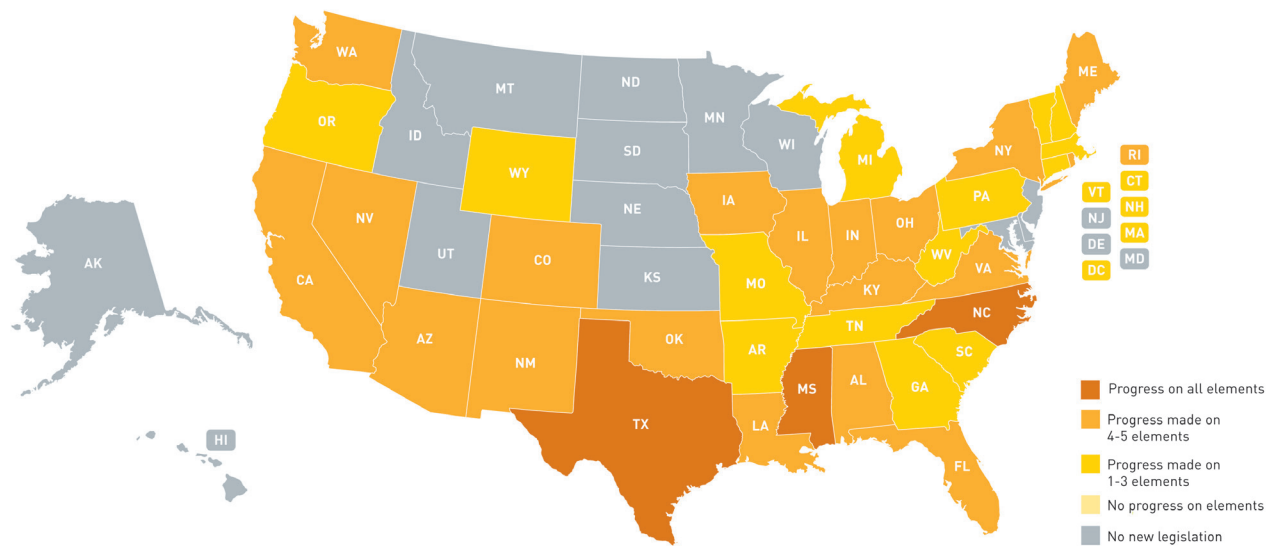 WA
ME
MT
ND
MN
OR
ID
SD
WI
MI
NY
RI
WY
PA
CT
VT
NE
IA
NH
NV
NJ
OH
IL
IN
MA
DE
UT
CO
WV
MD
AK
VA
DC
CA
KS
MO
KY
NC
TN
AZ
OK
AR
SC
NM
MS
AL
GA
Progress on all elements
TX
LA
Progress made on
4-5 elements
HI
FL
Progress made on
1-3 elements
No progress on elements
No new legislation